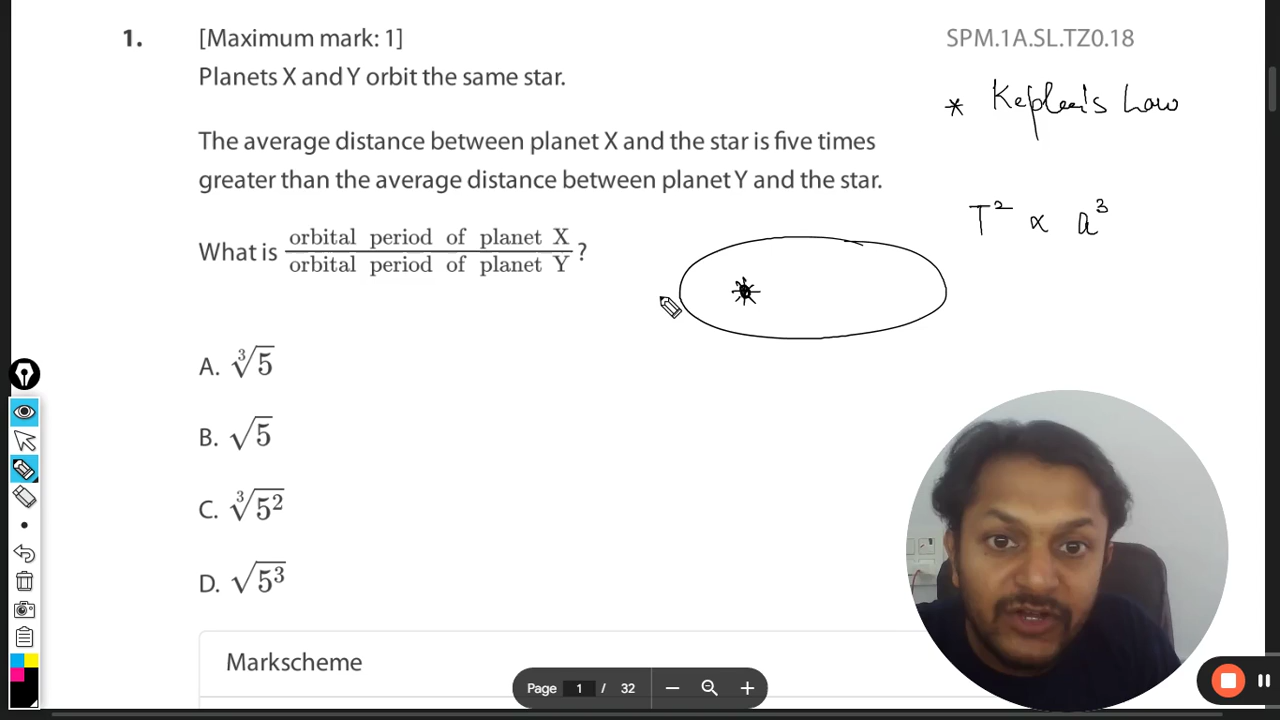 1. [Maximum mark: 1] SPM.1A.SL.TZ0.18
Planets X and Y orbit the same star.
* Kepler's Law
The average distance between planet X and the star is five times
greater than the average distance between planet Y and the star.
T² ∝ a³
What is orbital period of planet X / orbital period of planet Y ?
A. ∛5
B. √5
C. ∛5²
D. √5³
Markscheme
Page 1 / 32